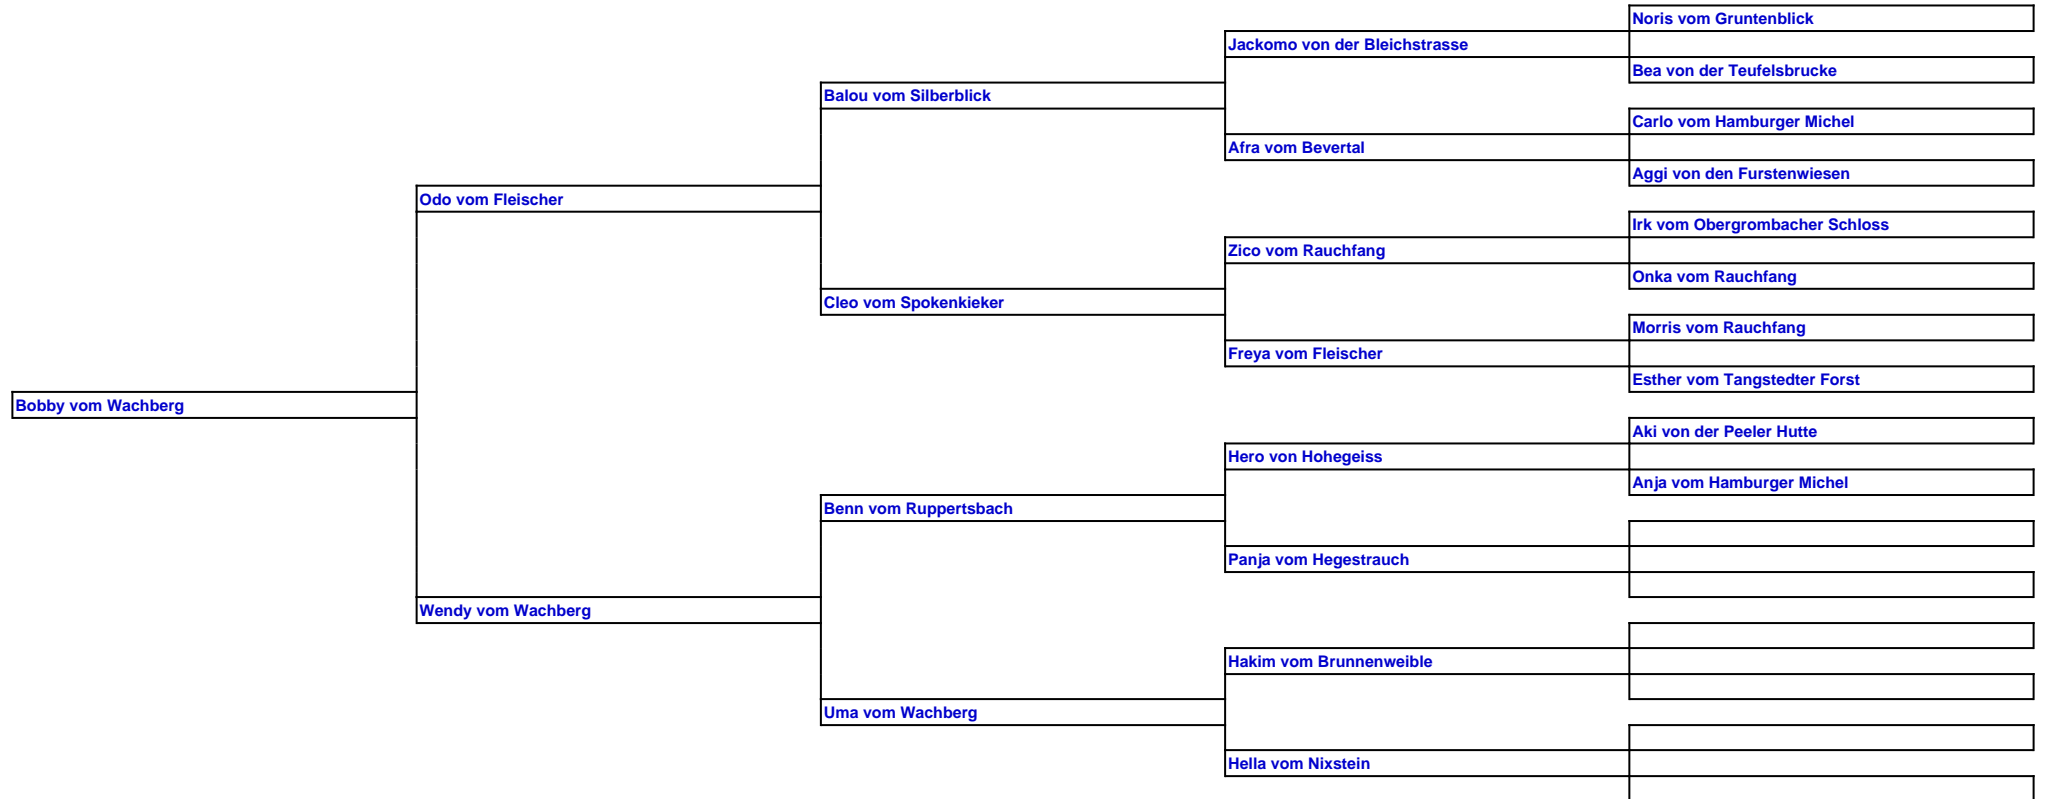 Noris vom Gruntenblick
Jackomo von der Bleichstrasse
Bea von der Teufelsbrucke
Balou vom Silberblick
Carlo vom Hamburger Michel
Afra vom Bevertal
Aggi von den Furstenwiesen
Odo vom Fleischer
Irk vom Obergrombacher Schloss
Zico vom Rauchfang
Onka vom Rauchfang
Cleo vom Spokenkieker
Morris vom Rauchfang
Freya vom Fleischer
Esther vom Tangstedter Forst
Bobby vom Wachberg
Aki von der Peeler Hutte
Hero von Hohegeiss
Anja vom Hamburger Michel
Benn vom Ruppertsbach
Panja vom Hegestrauch
Wendy vom Wachberg
Hakim vom Brunnenweible
Uma vom Wachberg
Hella vom Nixstein